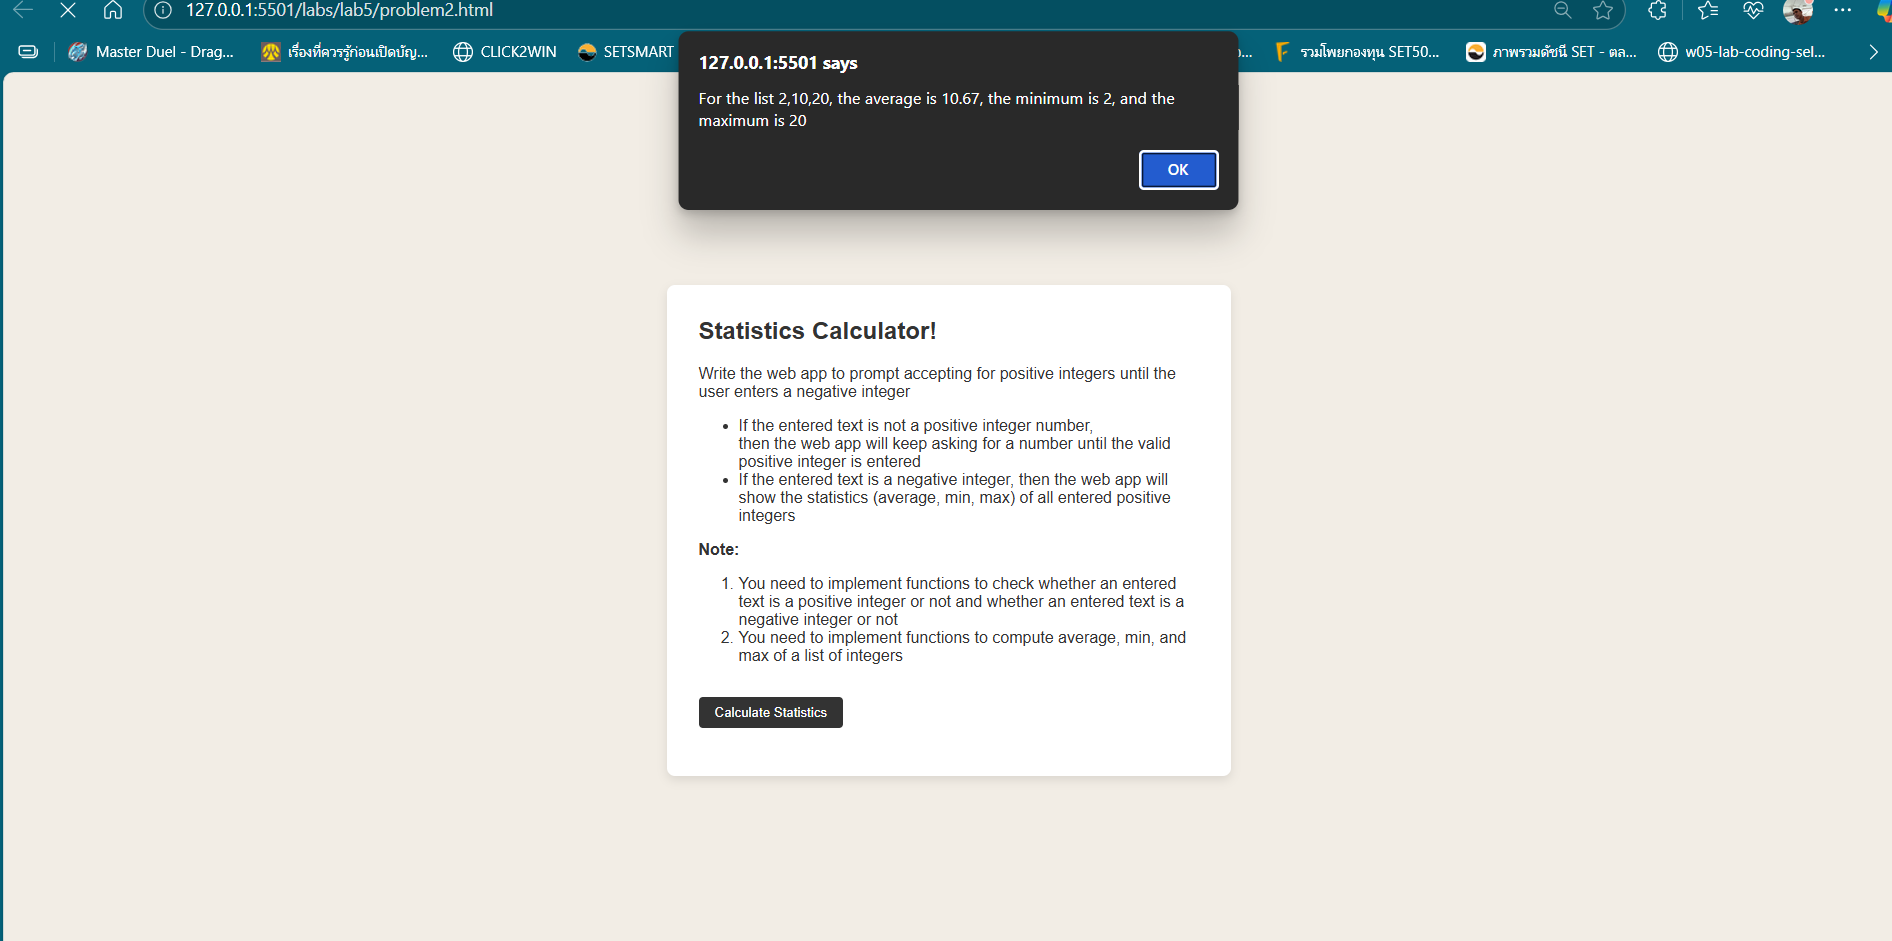 127.0.0.1:5501/labs/lab5/problem2.html
Master Duel - Drag... เรื่องที่ควรรู้ก่อนเปิดบัญ... CLICK2WIN SETSMART รวมโพยกองทุน SET50... ภาพรวมดัชนี SET - ตล... w05-lab-coding-sel...
127.0.0.1:5501 says
For the list 2,10,20, the average is 10.67, the minimum is 2, and the
maximum is 20
OK
Statistics Calculator!
Write the web app to prompt accepting for positive integers until the
user enters a negative integer
• If the entered text is not a positive integer number,
then the web app will keep asking for a number until the valid
positive integer is entered
• If the entered text is a negative integer, then the web app will
show the statistics (average, min, max) of all entered positive
integers
Note:
1. You need to implement functions to check whether an entered
text is a positive integer or not and whether an entered text is a
negative integer or not
2. You need to implement functions to compute average, min, and
max of a list of integers
Calculate Statistics